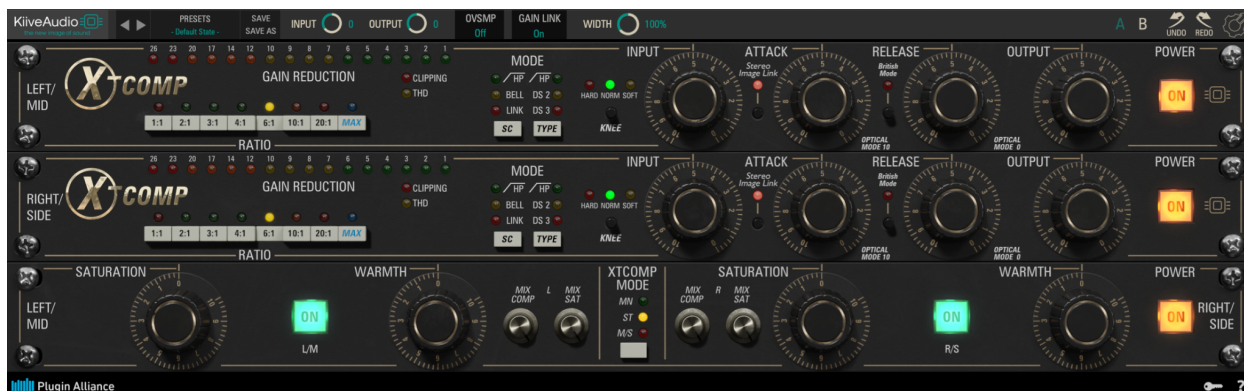 KiiveAudio
the new image of sound
PRESETS
- Default State -
SAVE
SAVE AS
INPUT 0
OUTPUT 0
OVSMP
Off
GAIN LINK
On
WIDTH 100%
A B
UNDO REDO
LEFT/
MID
XTCOMP
26 23 20 17 14 12 10 9 8 7 6 5 4 3 2 1
GAIN REDUCTION
CLIPPING
THD
1:1 2:1 3:1 4:1 6:1 10:1 20:1 MAX
RATIO
MODE
HP HP
BELL DS 2
LINK DS 3
SC TYPE
HARD NORM SOFT
KNEE
INPUT
ATTACK
Stereo
Image Link
RELEASE
British
Mode
OPTICAL
MODE 10
OUTPUT
OPTICAL
MODE 0
POWER
ON
RIGHT/
SIDE
XTCOMP
26 23 20 17 14 12 10 9 8 7 6 5 4 3 2 1
GAIN REDUCTION
CLIPPING
THD
1:1 2:1 3:1 4:1 6:1 10:1 20:1 MAX
RATIO
MODE
HP HP
BELL DS 2
LINK DS 3
SC TYPE
HARD NORM SOFT
KNEE
INPUT
ATTACK
Stereo
Image Link
RELEASE
British
Mode
OPTICAL
MODE 10
OUTPUT
OPTICAL
MODE 0
POWER
ON
LEFT/
MID
SATURATION
ON
L/M
WARMTH
MIX
COMP
L
MIX
SAT
XTCOMP
MODE
MN
ST
M/S
MIX
COMP
R
MIX
SAT
SATURATION
ON
R/S
WARMTH
POWER
ON
RIGHT/
SIDE
Plugin Alliance
?